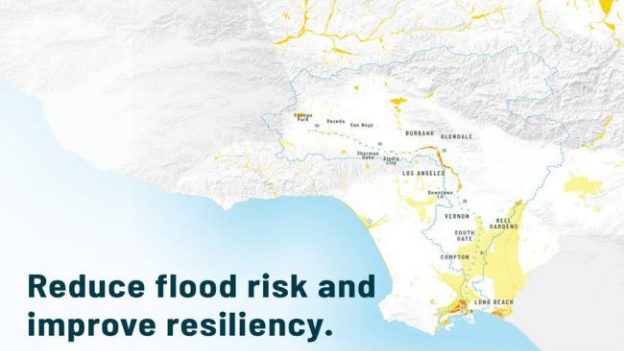 Canoga
Park
Reseda
Van Nuys
BURBANK
GLENDALE
Sherman
Oaks
Studio
City
LOS ANGELES
Downtown
LA
VERNON
BELL
GARDENS
SOUTH
GATE
COMPTON
LONG BEACH
Reduce flood risk and
improve resiliency.